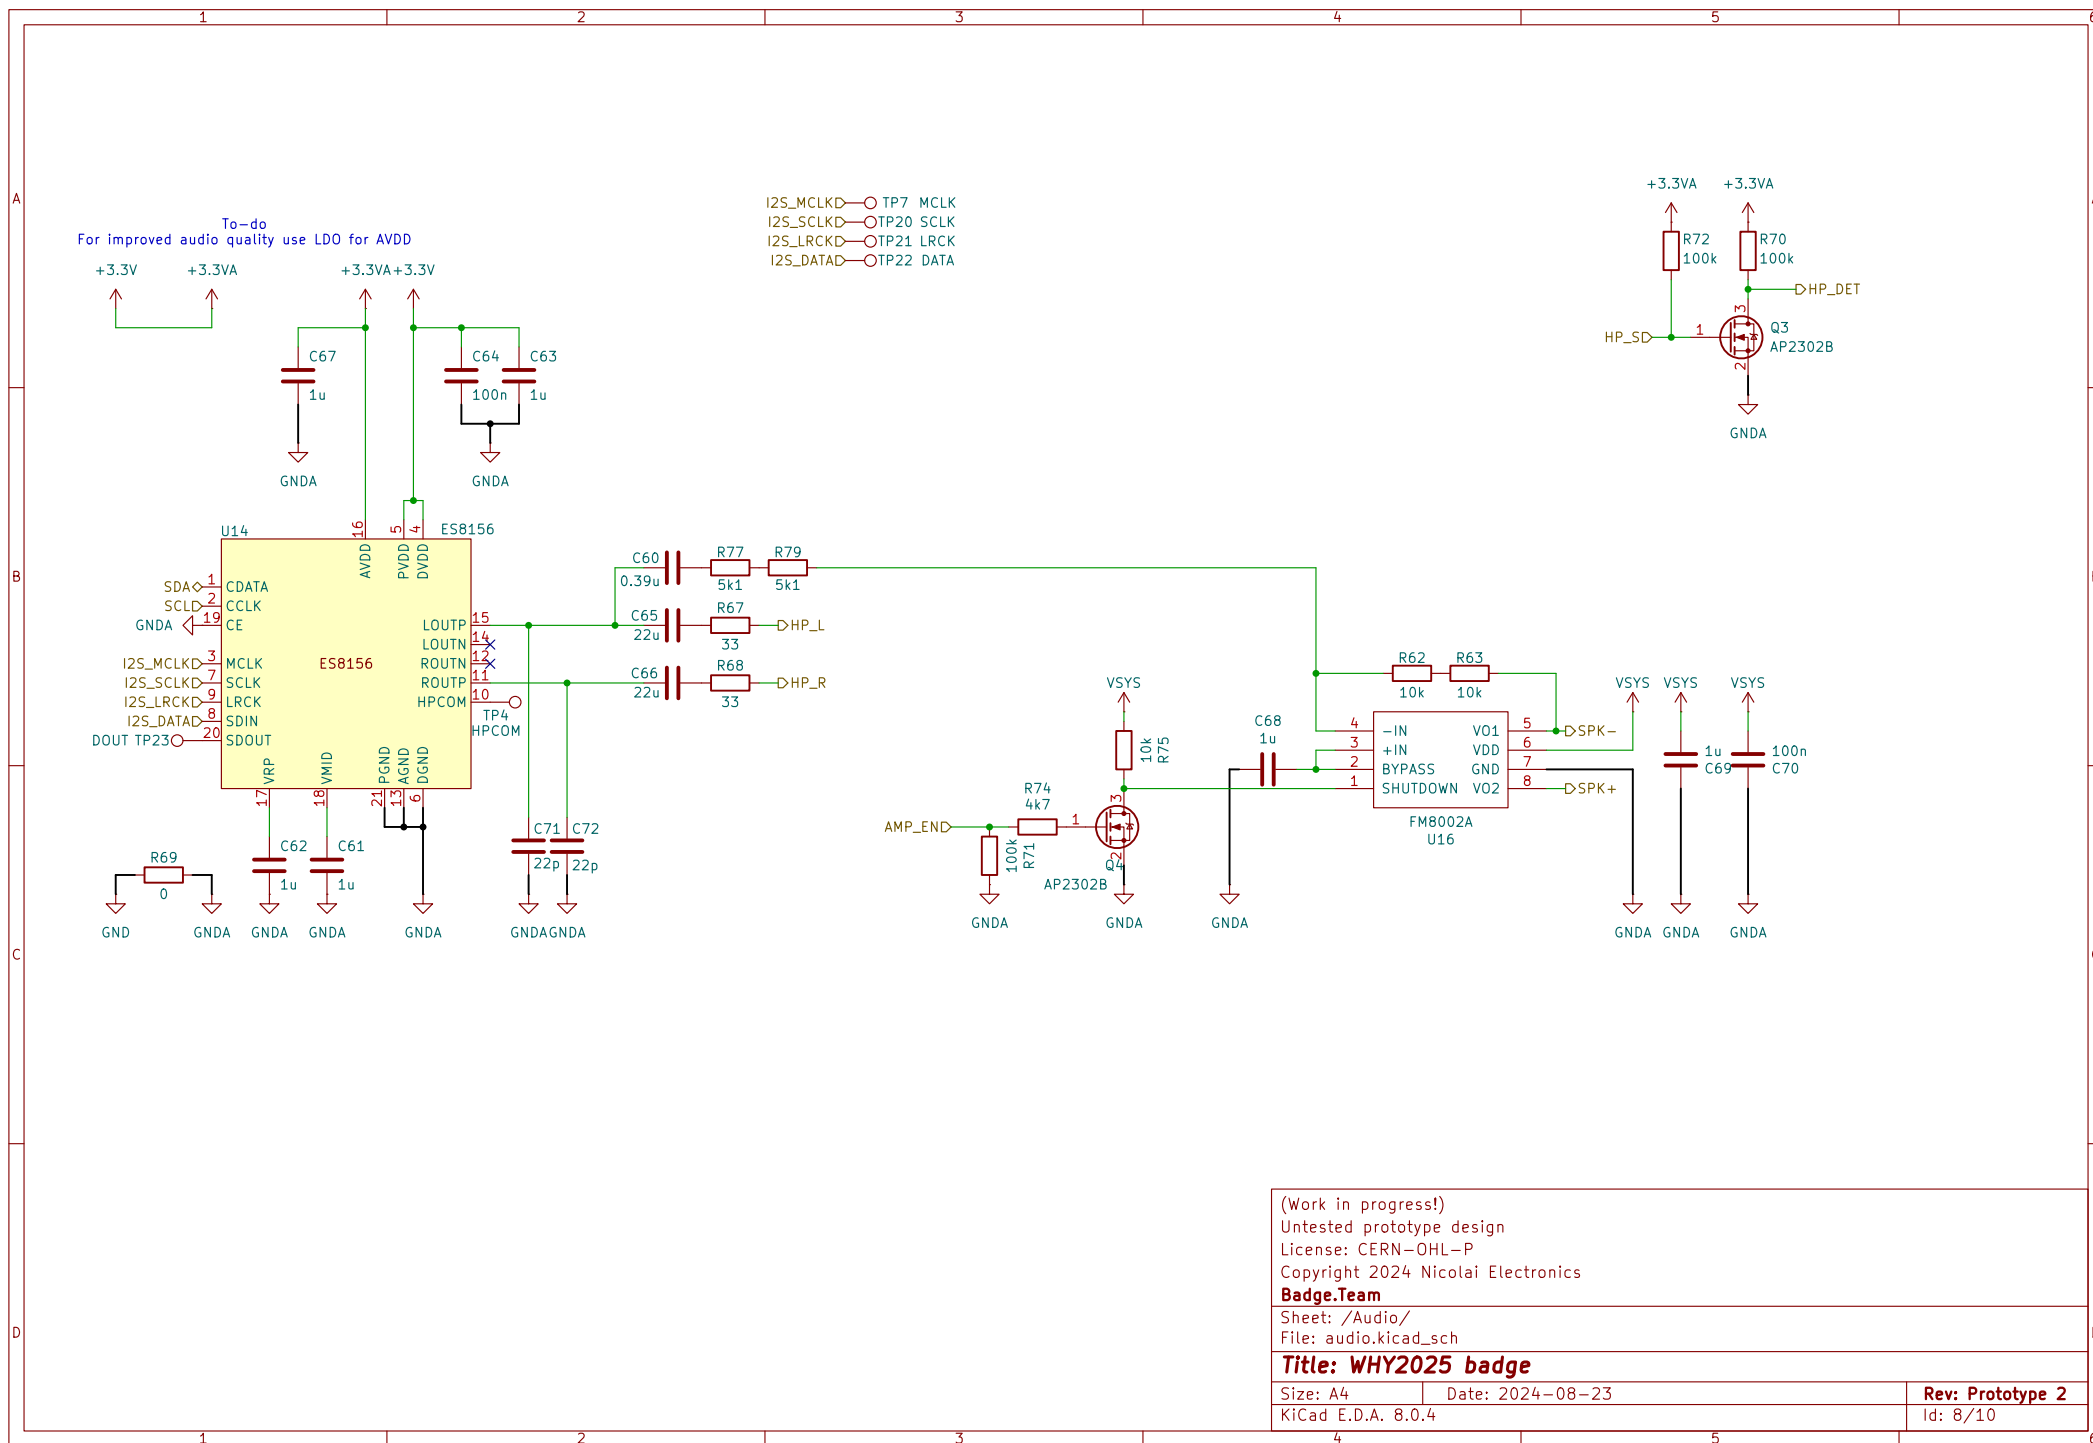 1 2 3 4 5 6
A
B
C
D
To-do
For improved audio quality use LDO for AVDD
+3.3V +3.3VA +3.3VA +3.3V
C67
1u
C64
100n
C63
1u
GNDA GNDA
I2S_MCLK TP7 MCLK
I2S_SCLK TP20 SCLK
I2S_LRCK TP21 LRCK
I2S_DATA TP22 DATA
+3.3VA +3.3VA
R72
100k
R70
100k
HP_DET
HP_S
1
3
2
Q3
AP2302B
GNDA
U14
ES8156
16 AVDD
5 PVDD
4 DVDD
SDA 1 CDATA
SCL 2 CCLK
GNDA 19 CE
I2S_MCLK 3 MCLK
I2S_SCLK 7 SCLK
I2S_LRCK 9 LRCK
I2S_DATA 8 SDIN
DOUT TP23 20 SDOUT
ES8156
LOUTP 15
LOUTN 14
ROUTN 12
ROUTP 11
HPCOM 10
TP4
HPCOM
VRP 17
VMID 18
PGND 21
AGND 13
DGND 6
C60
0.39u
R77
5k1
R79
5k1
C65
22u
R67
33
HP_L
C66
22u
R68
33
HP_R
R69
0
C62
1u
C61
1u
C71
22p
C72
22p
GND GNDA GNDA GNDA GNDA GNDA GNDA
AMP_EN
R74
4k7
100k
R71
1
3
2
Q4
AP2302B
VSYS
10k
R75
GNDA GNDA GNDA
C68
1u
R62
10k
R63
10k
4 -IN
3 +IN
2 BYPASS
1 SHUTDOWN
VO1 5 SPK-
VDD 6
GND 7
VO2 8 SPK+
FM8002A
U16
VSYS VSYS VSYS
1u
C69
100n
C70
GNDA GNDA GNDA
(Work in progress!)
Untested prototype design
License: CERN-OHL-P
Copyright 2024 Nicolai Electronics
Badge.Team
Sheet: /Audio/
File: audio.kicad_sch
Title: WHY2025 badge
Size: A4 Date: 2024-08-23 Rev: Prototype 2
KiCad E.D.A. 8.0.4 Id: 8/10
1 2 3 4 5 6